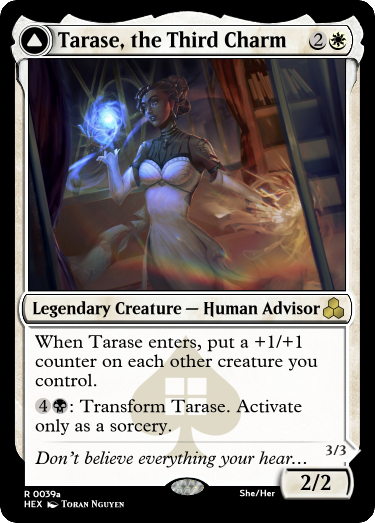 Tarase, the Third Charm 2
Legendary Creature — Human Advisor
When Tarase enters, put a +1/+1
counter on each other creature you
control.
4: Transform Tarase. Activate
only as a sorcery.
3/3
Don't believe everything your hear...
2/2
R 0039a
She/Her
HEX Toran Nguyen